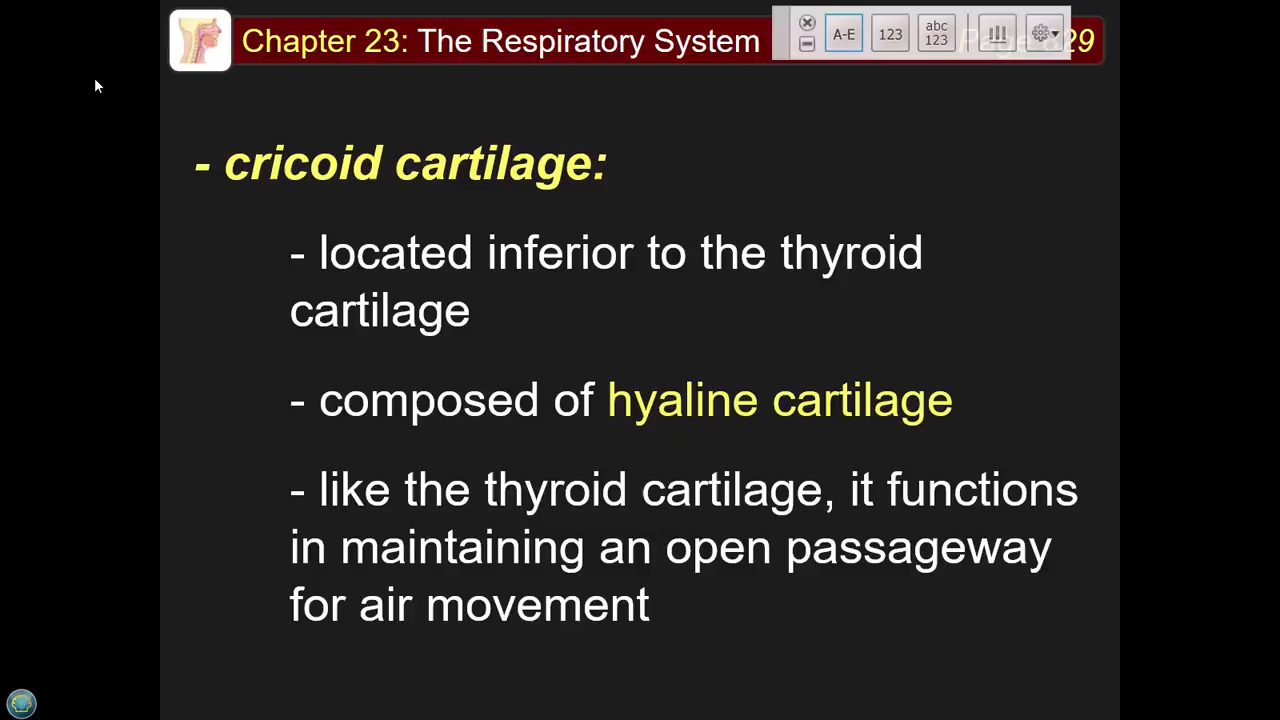 Chapter 23: The Respiratory System
A-E
123
abc
123
29
- cricoid cartilage:
- located inferior to the thyroid
cartilage
- composed of hyaline cartilage
- like the thyroid cartilage, it functions
in maintaining an open passageway
for air movement